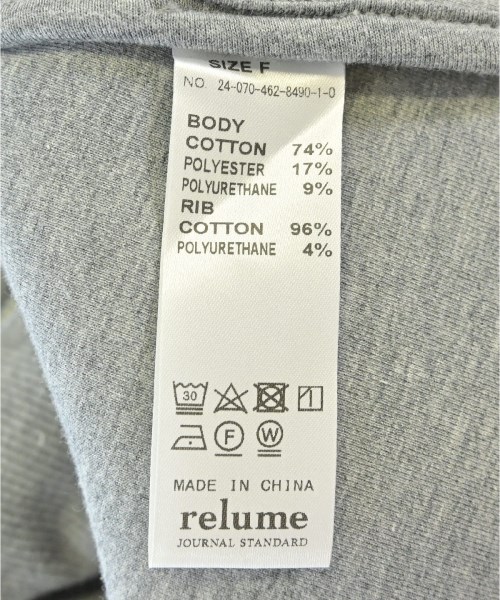 SIZE F
NO. 24-070-462-8490-1-0
BODY
COTTON 74%
POLYESTER 17%
POLYURETHANE 9%
RIB
COTTON 96%
POLYURETHANE 4%
30
F W
MADE IN CHINA
relume
JOURNAL STANDARD